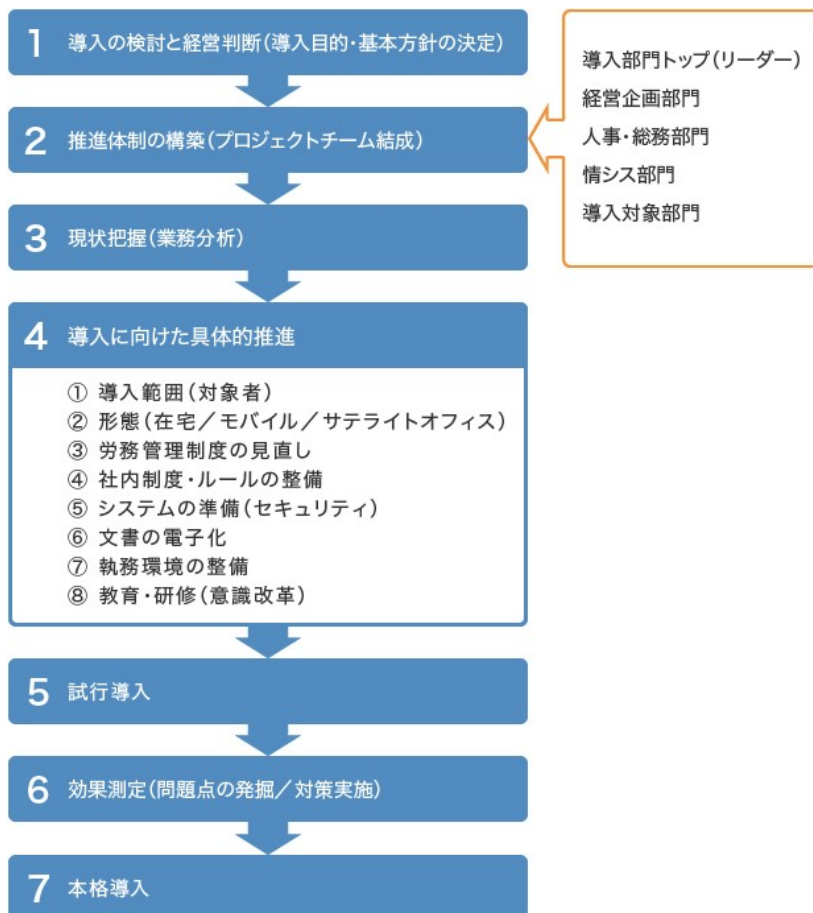 1 導入の検討と経営判断(導入目的・基本方針の決定)
2 推進体制の構築(プロジェクトチーム結成)
導入部門トップ(リーダー)
経営企画部門
人事・総務部門
情シス部門
導入対象部門
3 現状把握(業務分析)
4 導入に向けた具体的推進
① 導入範囲(対象者)
② 形態(在宅/モバイル/サテライトオフィス)
③ 労務管理制度の見直し
④ 社内制度・ルールの整備
⑤ システムの準備(セキュリティ)
⑥ 文書の電子化
⑦ 執務環境の整備
⑧ 教育・研修(意識改革)
5 試行導入
6 効果測定(問題点の発掘/対策実施)
7 本格導入